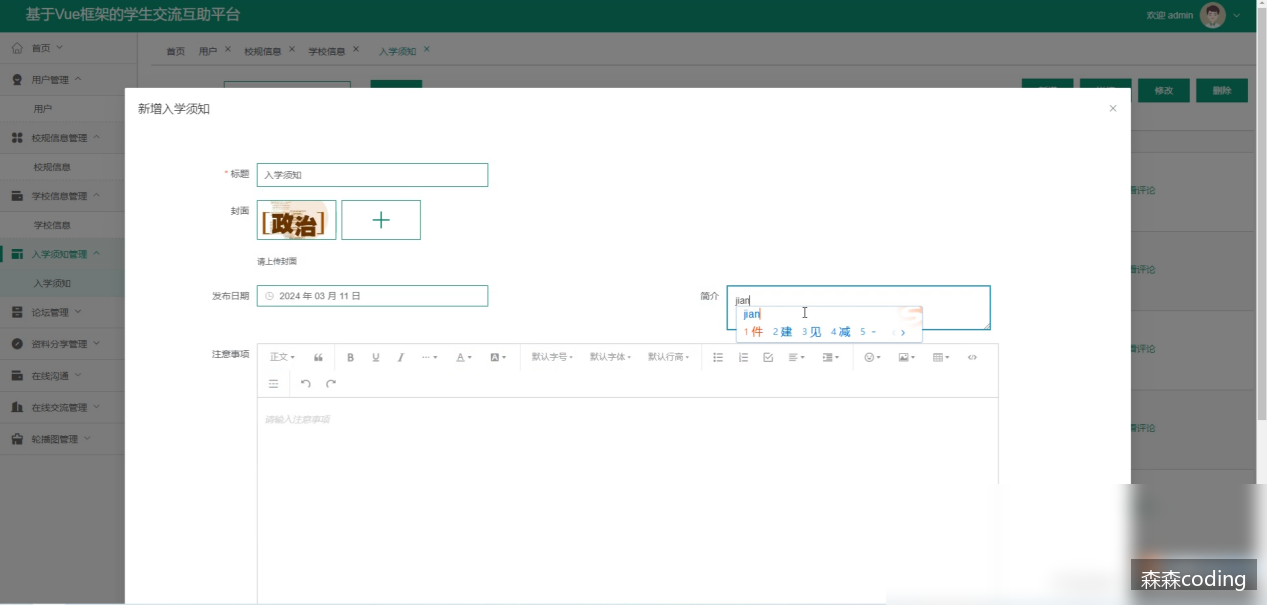 基于Vue框架的学生交流互助平台
欢迎 admin
首页
首页 用户 校规信息 学校信息 入学须知
用户管理
用户
校规信息管理
校规信息
学校信息管理
学校信息
入学须知管理
入学须知
论坛管理
资料分学管理
在线沟通
在线交流管理
轮播图管理
修改 删除
新增入学须知
* 标题 入学须知
封面 [政治]
请上传封面
发布日期 2024 年 03 月 11 日
简介 jian
jian
1 件 2 建 3 见 4 减 5
注意事项
正文 B U I A A 默认字号 默认字体 默认行高
请输入注意事项
看评论
看评论
看评论
看评论
森森coding